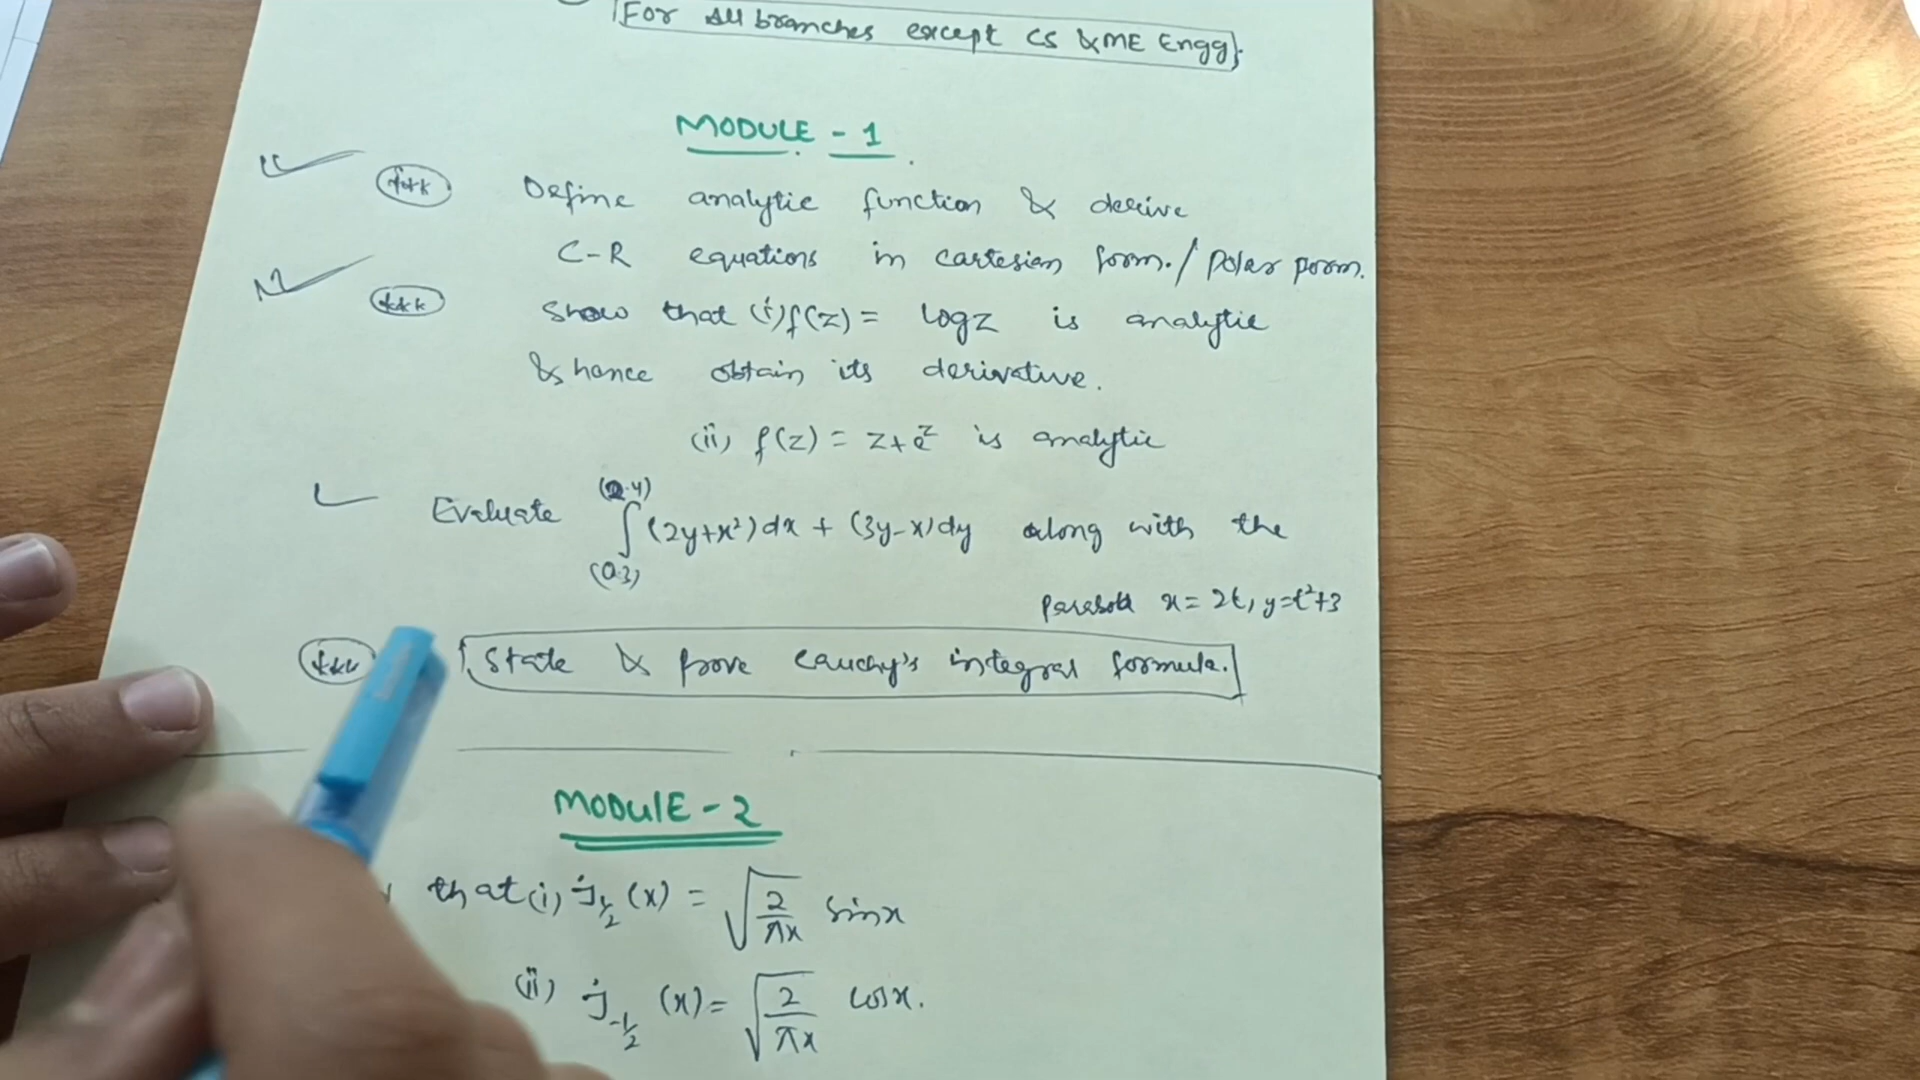 For All branches except CS & ME Engg.
MODULE - 1
*** Define analytic function & derive
C-R equations in cartesian form. / Polar form.
*** Show that (i) f(z) = log z is analytic
& hence obtain its derivative.
(ii) f(z) = z+e^z is analytic
Evaluate ∫_(0,3)^(2,4) (2y+x²)dx + (3y-x)dy along with the
parabola x = 2t, y=t²+3
*** State & prove Cauchy's integral formula.
MODULE - 2
that (i) J_1/2 (x) = √(2/πx) sinx
(ii) J_-1/2 (x) = √(2/πx) cosx.